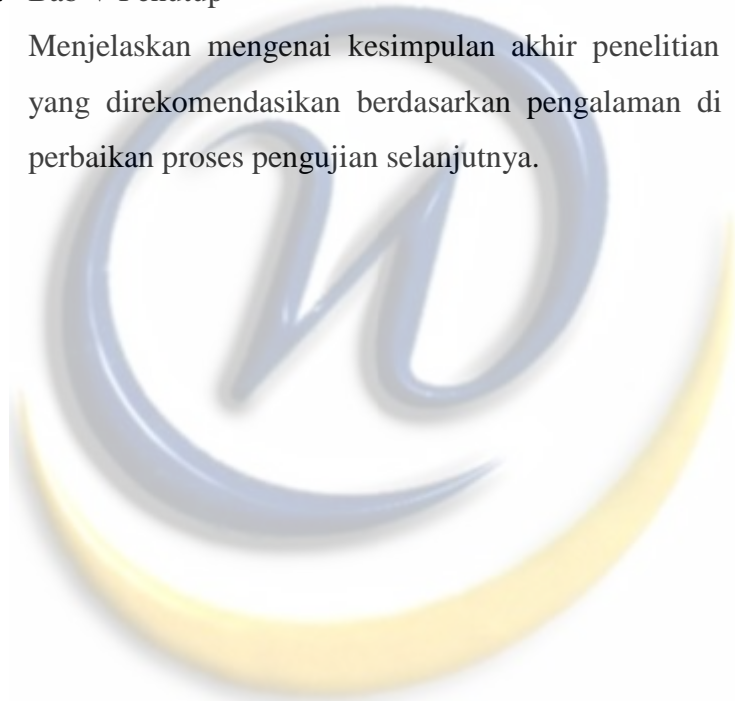 Bab V Penutup
Menjelaskan mengenai kesimpulan akhir penelitian
yang direkomendasikan berdasarkan pengalaman di
perbaikan proses pengujian selanjutnya.